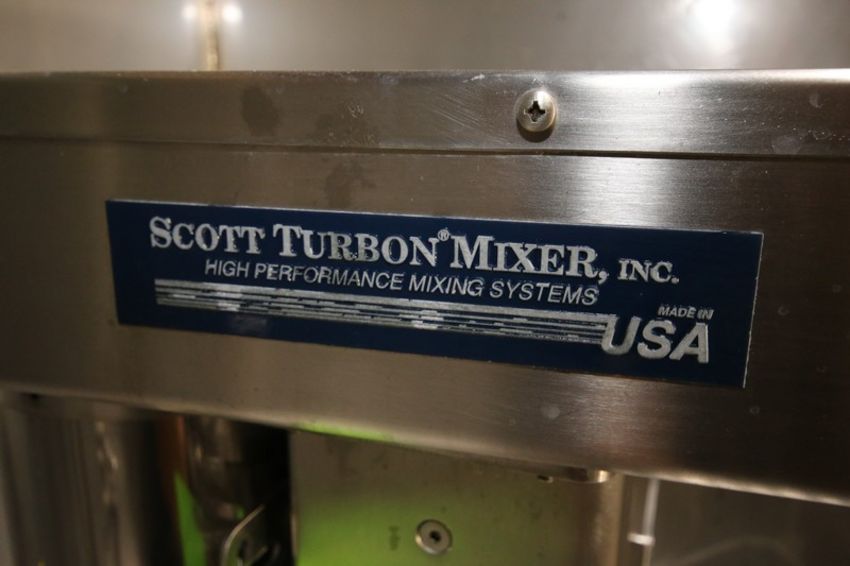 SCOTT TURBON® MIXER, INC.
HIGH PERFORMANCE MIXING SYSTEMS
MADE IN
USA